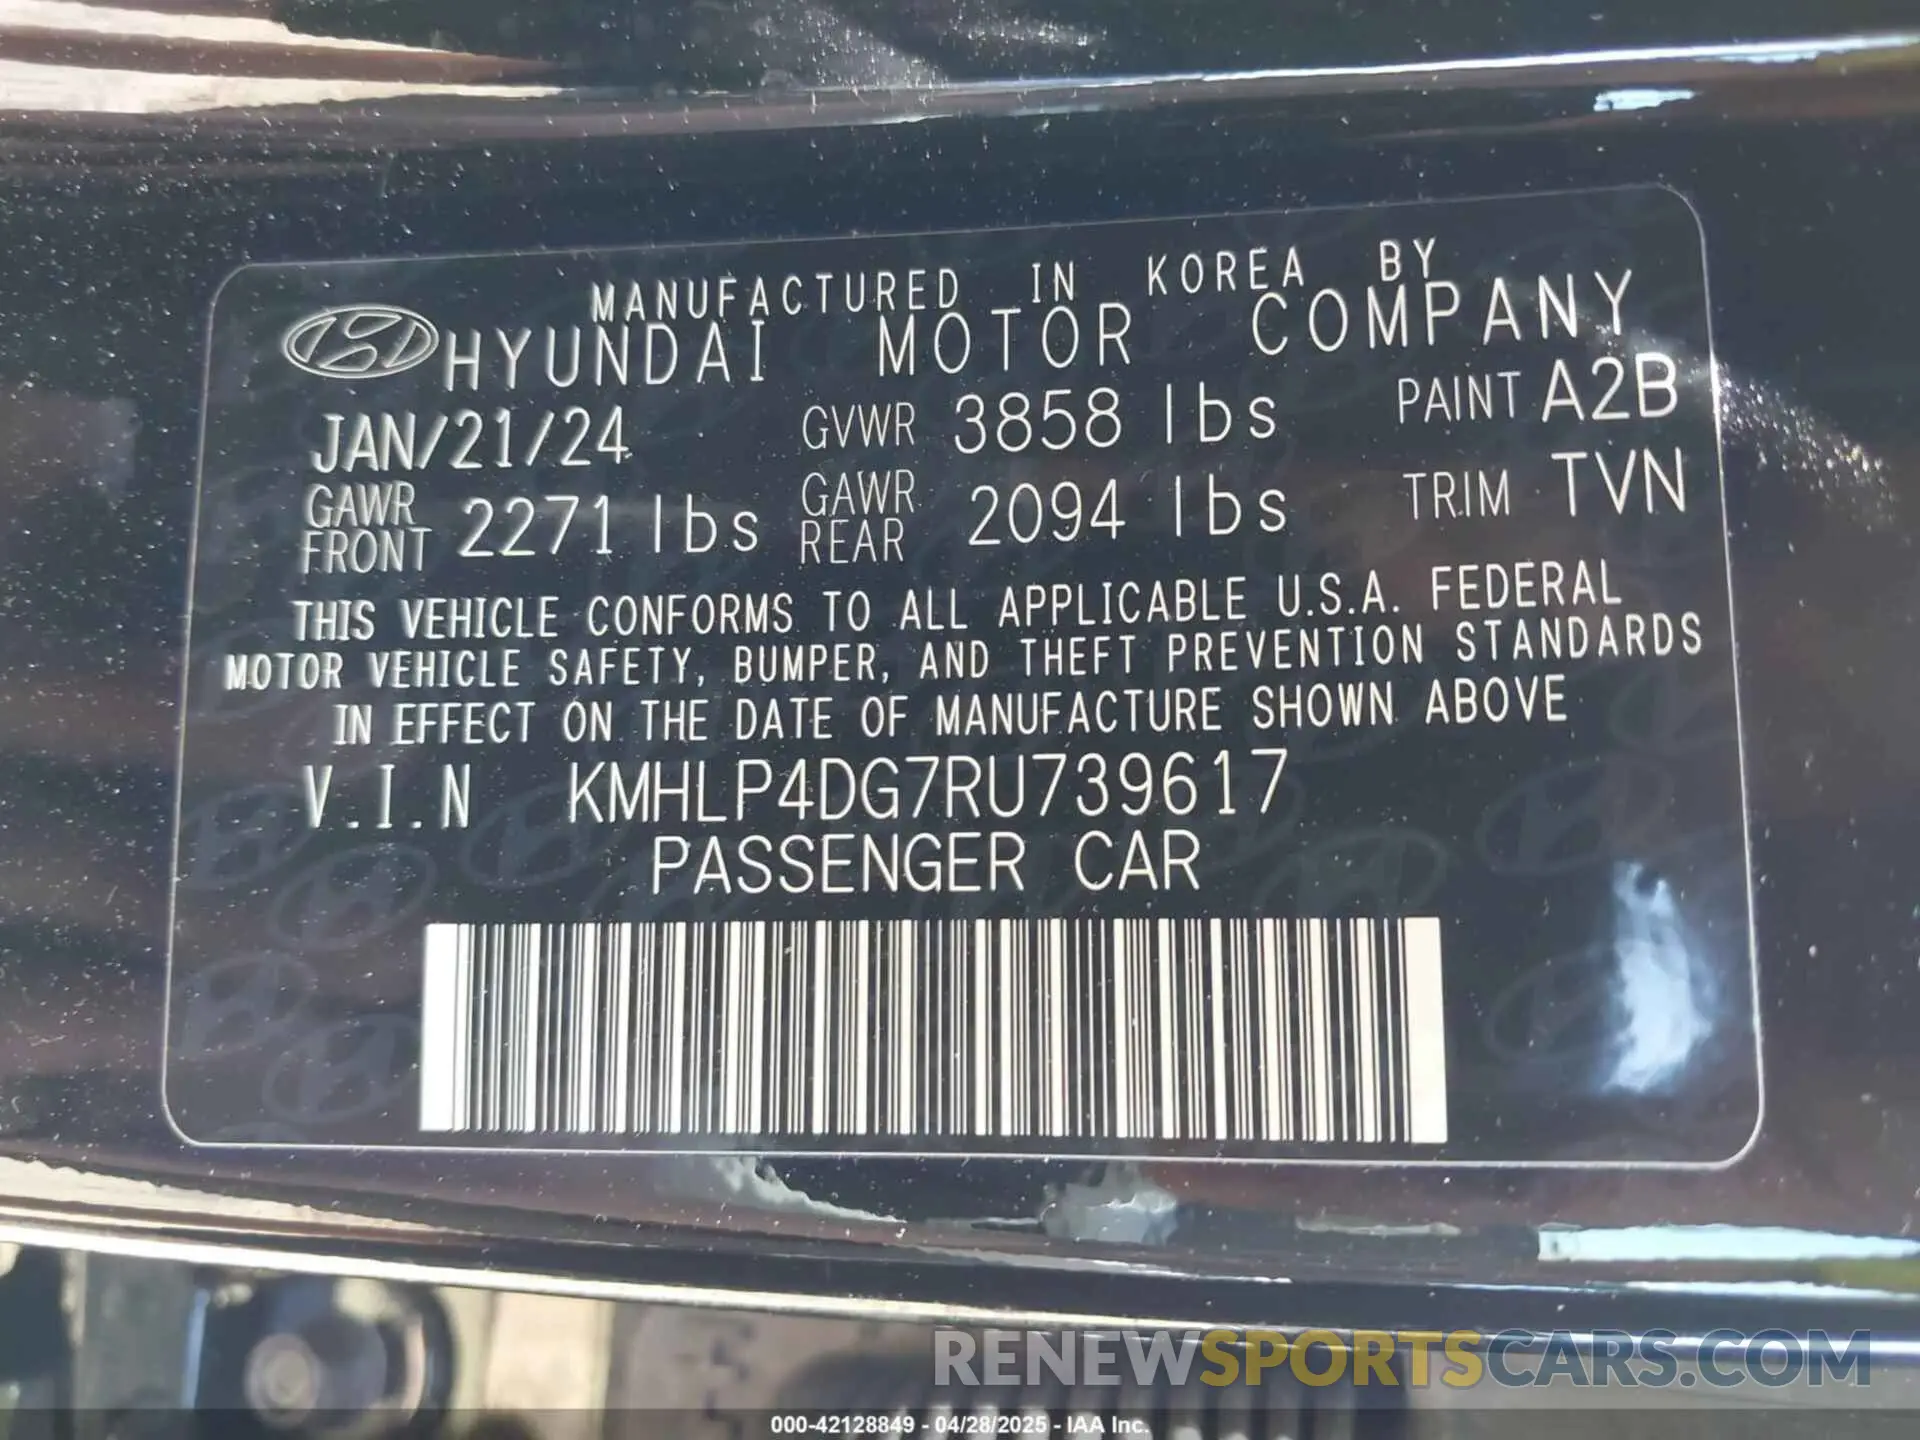 MANUFACTURED IN KOREA BY
HYUNDAI MOTOR COMPANY
JAN/21/24 GVWR 3858 lbs PAINT A2B
GAWR FRONT 2271 lbs GAWR REAR 2094 lbs TRIM TVN
THIS VEHICLE CONFORMS TO ALL APPLICABLE U.S.A. FEDERAL
MOTOR VEHICLE SAFETY, BUMPER, AND THEFT PREVENTION STANDARDS
IN EFFECT ON THE DATE OF MANUFACTURE SHOWN ABOVE
V.I.N KMHLP4DG7RU739617
PASSENGER CAR
RENEWSPORTSCARS.COM
000-42128849 - 04/28/2025 - IAA Inc.